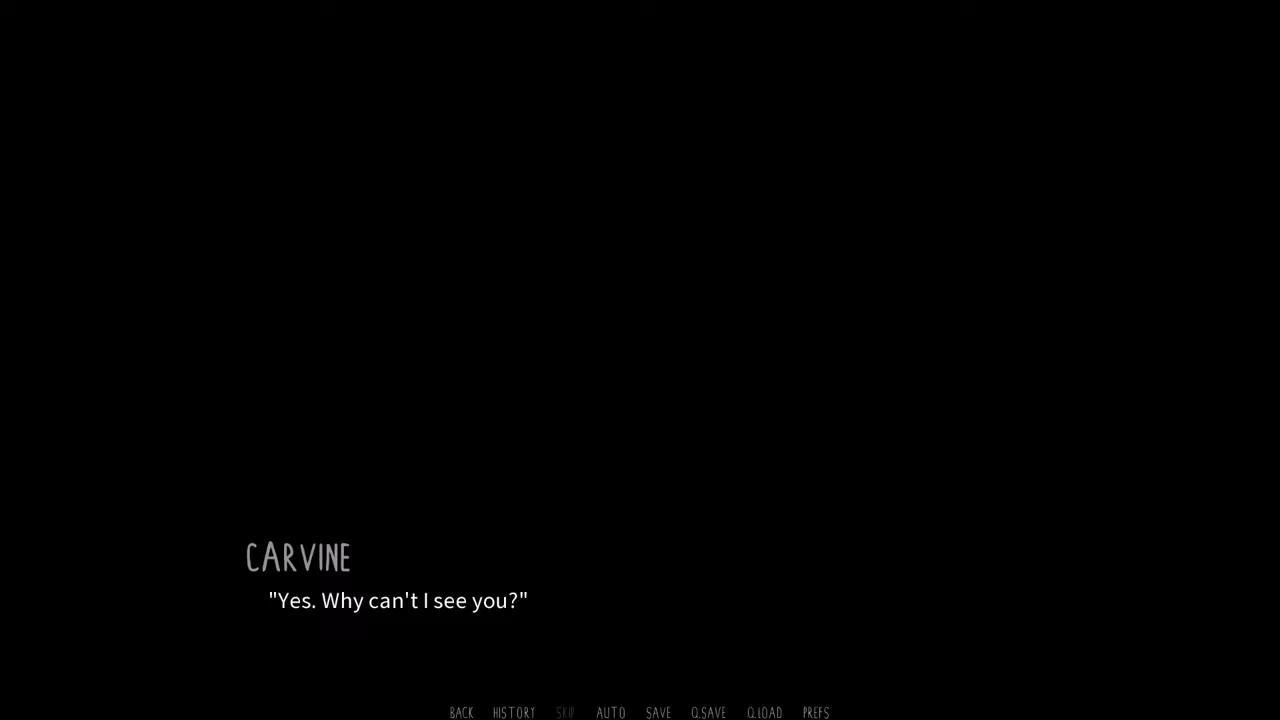 CARVINE
"Yes. Why can't I see you?"
BACK HISTORY SKIP AUTO SAVE Q.SAVE Q.LOAD PREFS